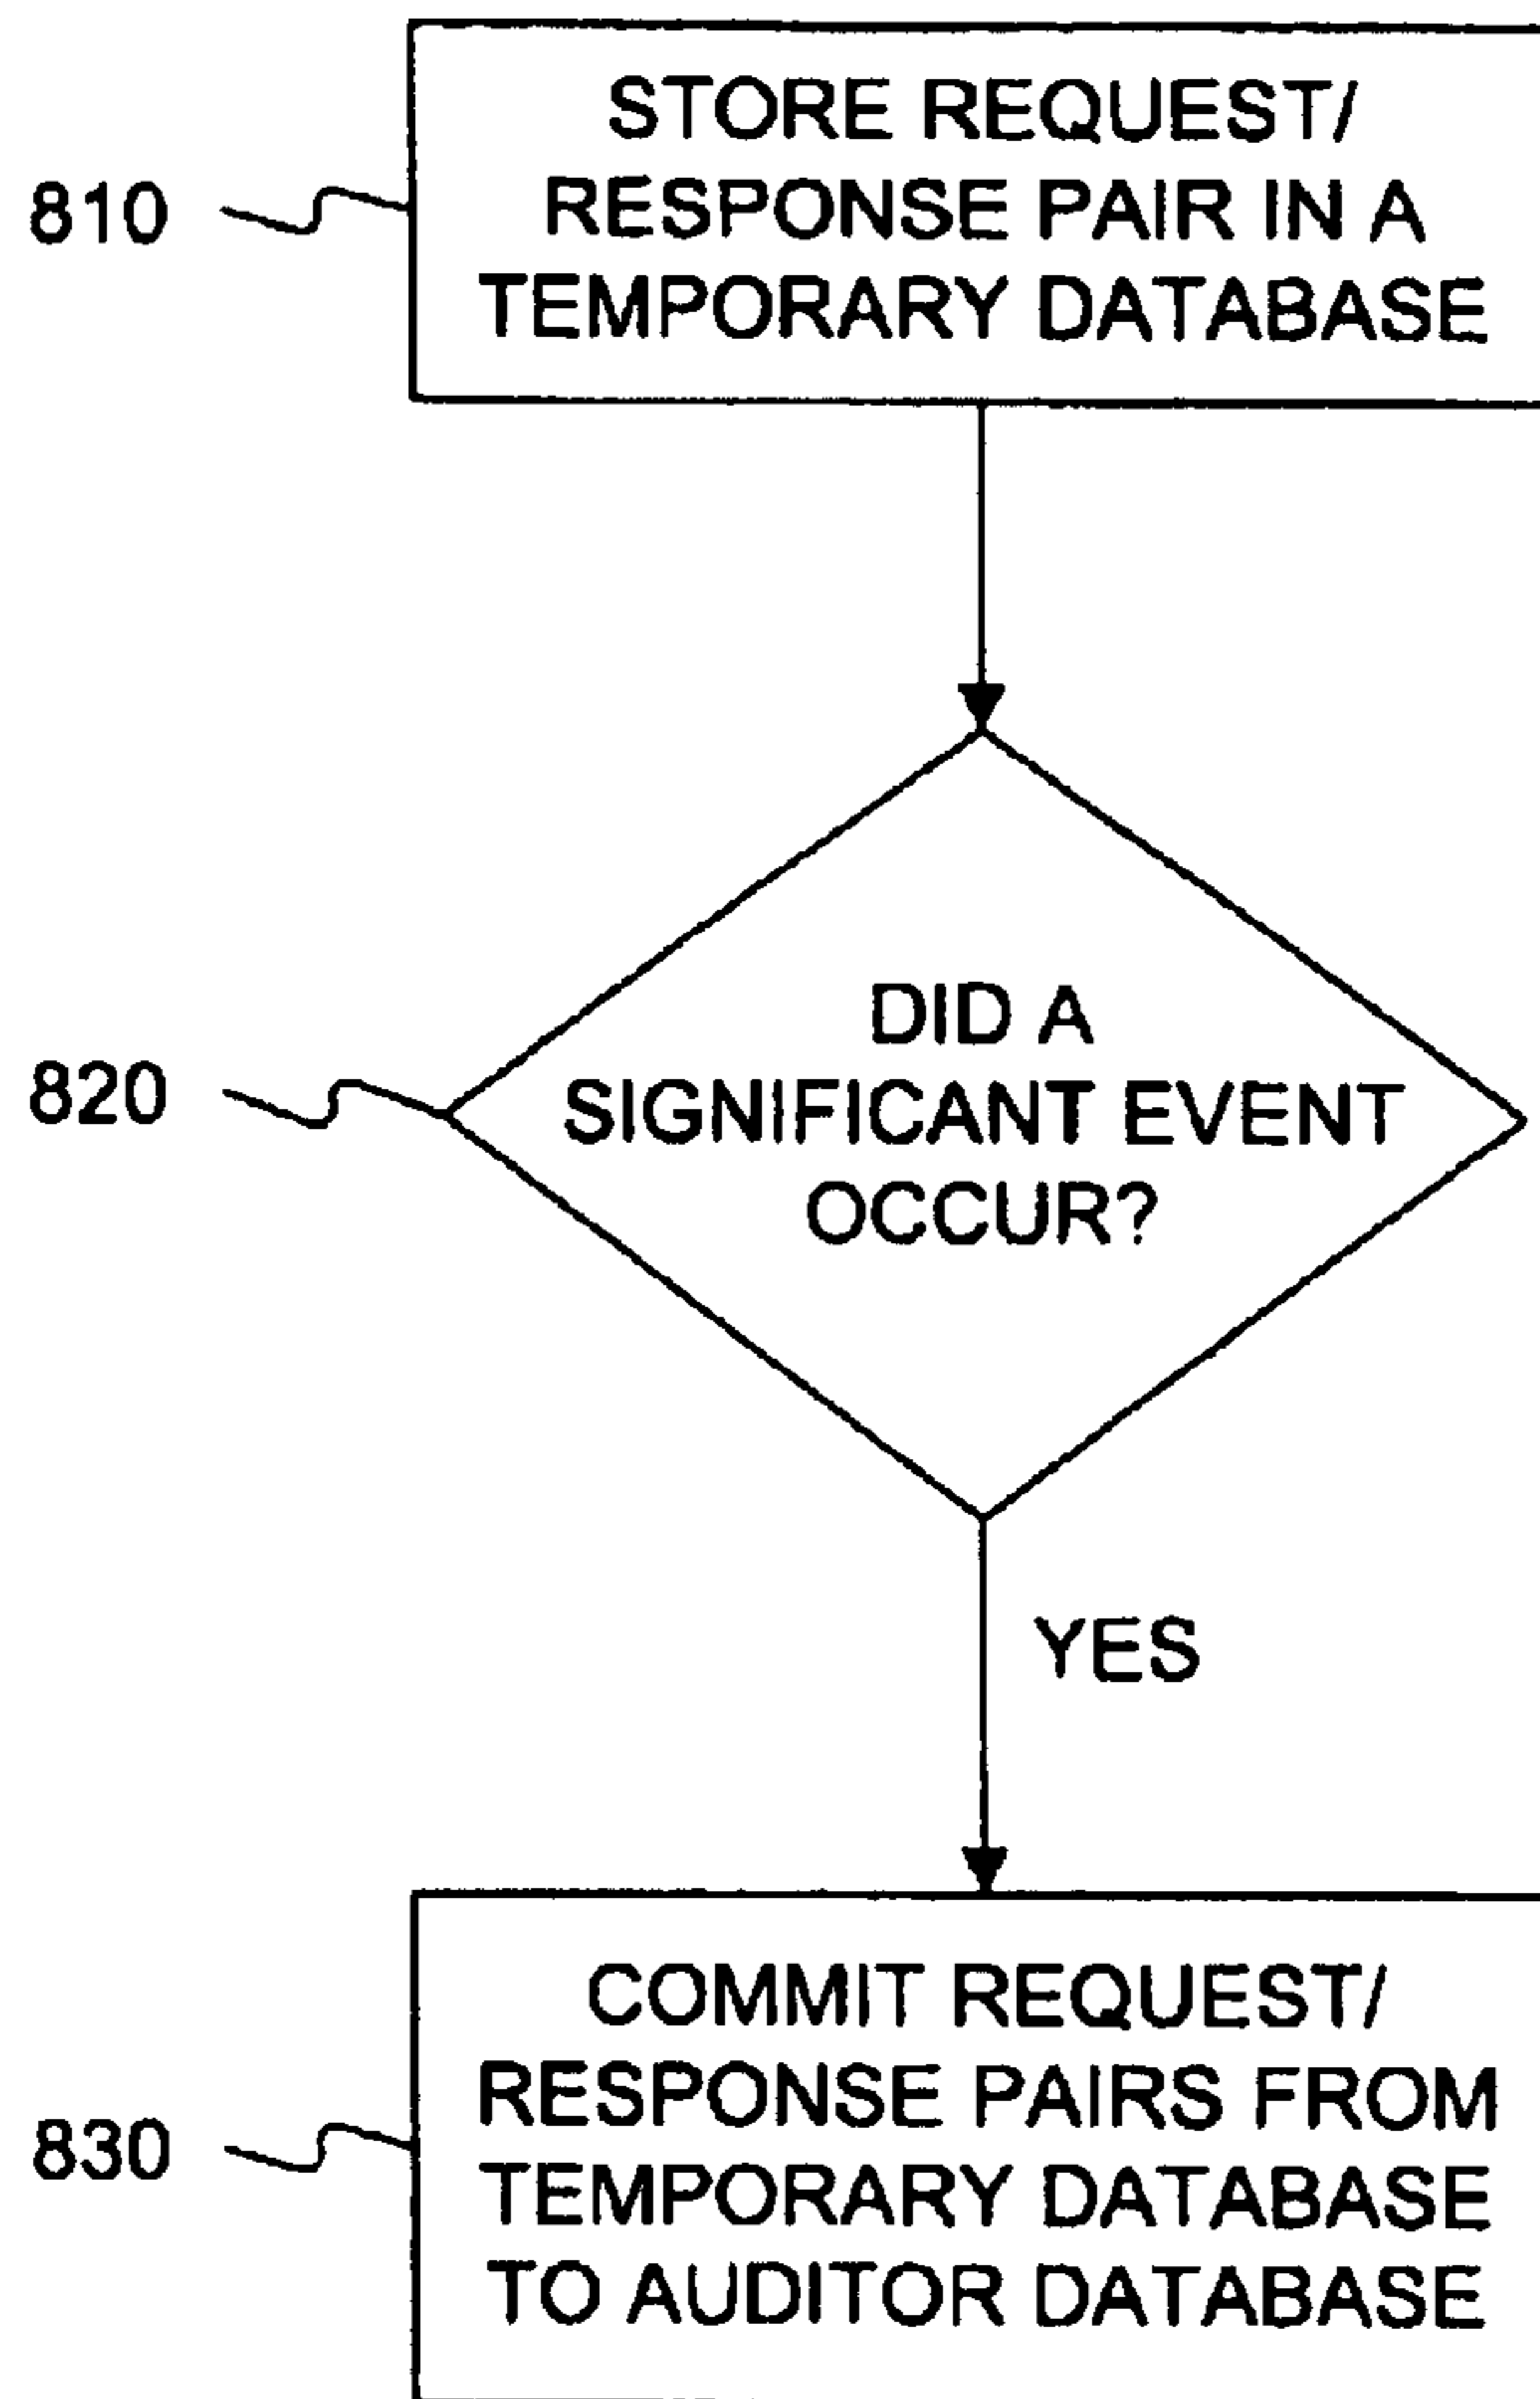 STORE REQUEST/
810
RESPONSE PAIR IN A
TEMPORARY DATABASE
DID A
820
SIGNIFICANT EVENT
OCCUR?
YES
COMMIT REQUEST/
RESPONSE PAIRS FROM
830
TEMPORARY DATABASE
TO AUDITOR DATABASE